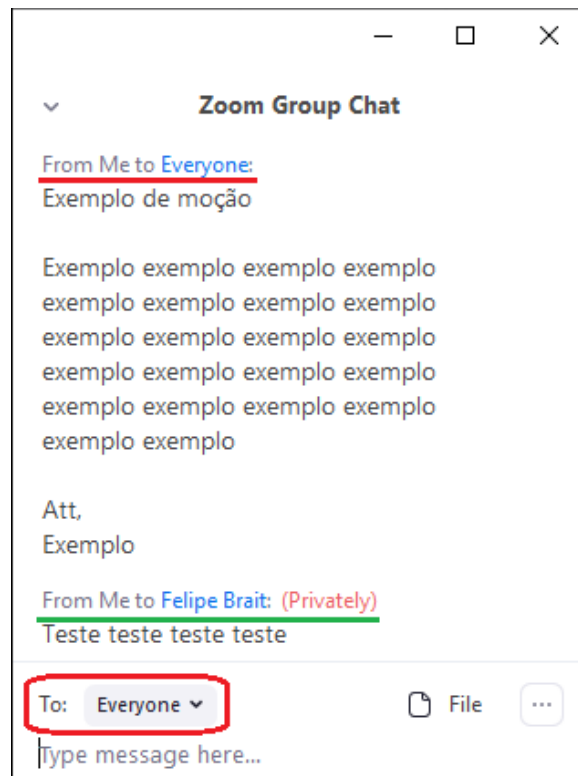 Zoom Group Chat
From Me to Everyone:
Exemplo de moção
Exemplo exemplo exemplo exemplo
exemplo exemplo exemplo exemplo
exemplo exemplo exemplo exemplo
exemplo exemplo exemplo exemplo
exemplo exemplo exemplo exemplo
exemplo exemplo
Att,
Exemplo
From Me to Felipe Brait: (Privately)
Teste teste teste teste
To: Everyone File
Type message here...